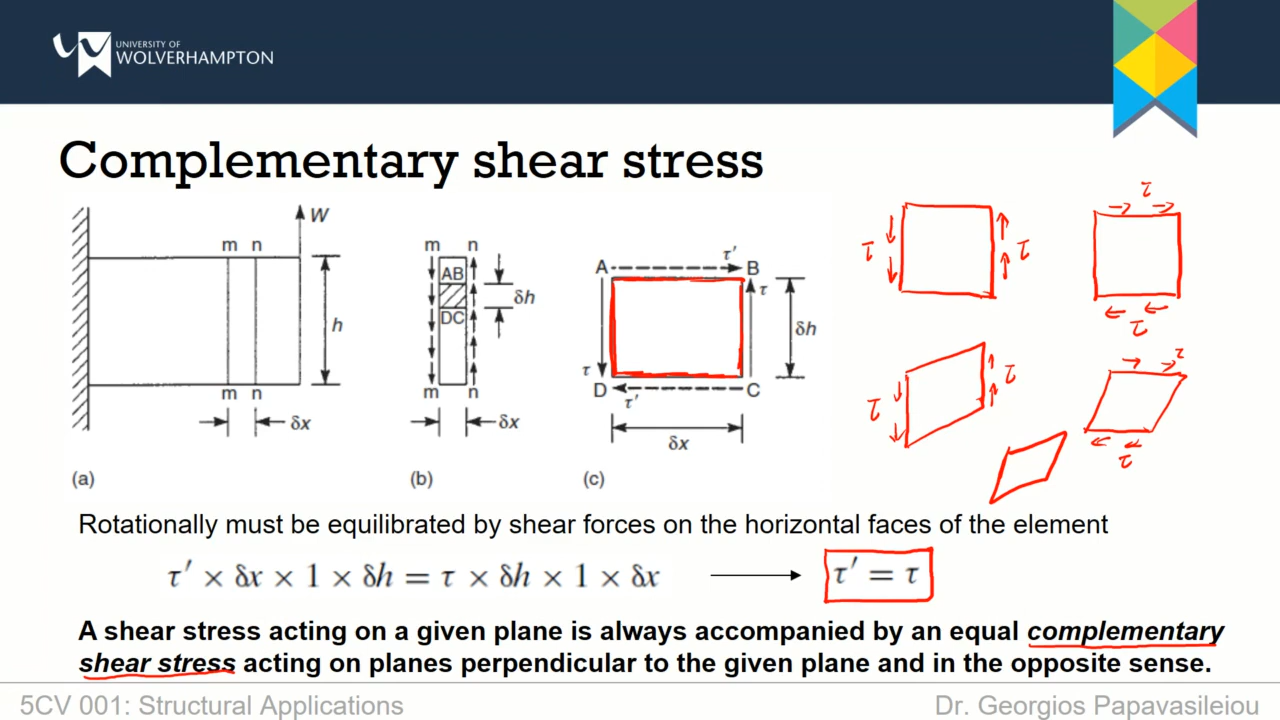 UNIVERSITY OF
WOLVERHAMPTON
Complementary shear stress
W
m n
h
m n
δx
(a)
m n
AB
δh
DC
m n
δx
(b)
A τ′ B
τ
δh
τ
D τ′ C
δx
(c)
τ τ
τ
τ
τ τ
τ
τ
Rotationally must be equilibrated by shear forces on the horizontal faces of the element
τ′ × δx × 1 × δh = τ × δh × 1 × δx
τ′ = τ
A shear stress acting on a given plane is always accompanied by an equal complementary
shear stress acting on planes perpendicular to the given plane and in the opposite sense.
5CV 001: Structural Applications
Dr. Georgios Papavasileiou